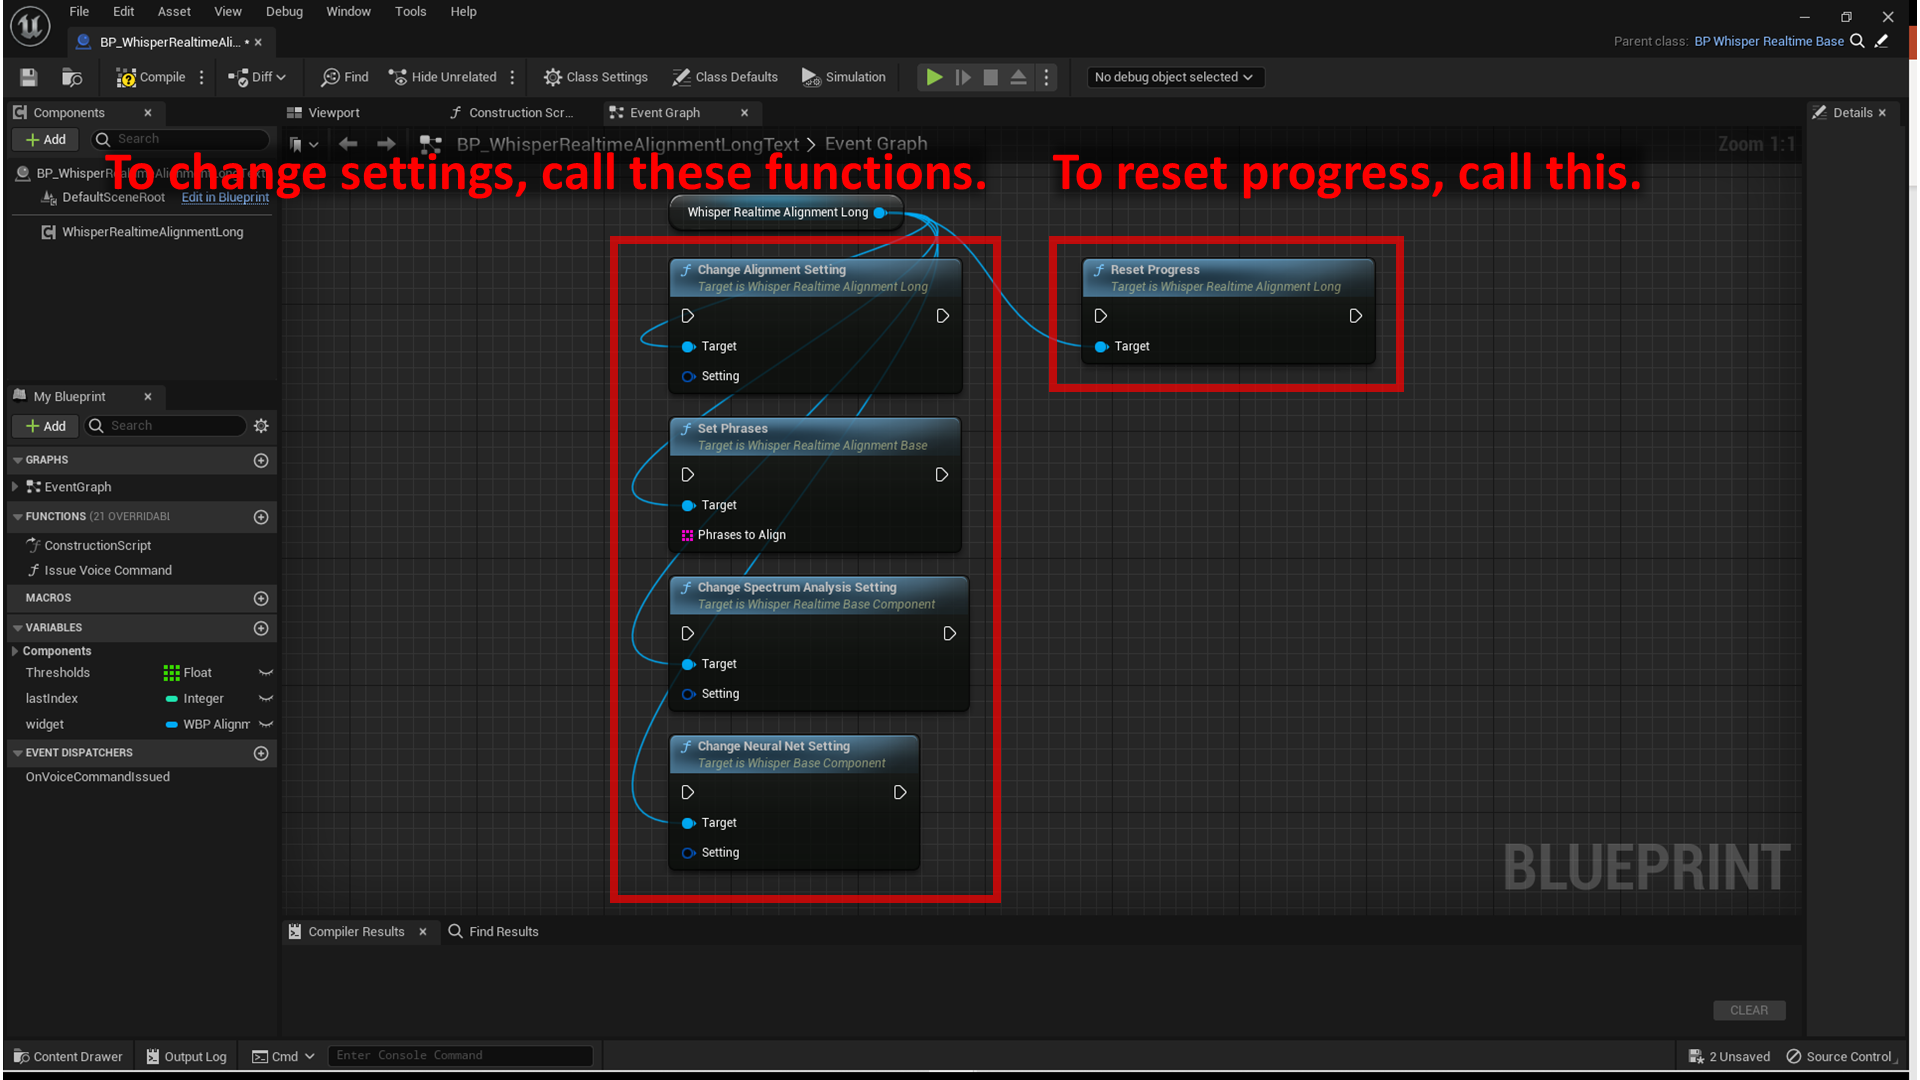 File Edit Asset View Debug Window Tools Help
BP_WhisperRealtimeAli... •
Parent class: BP Whisper Realtime Base
Compile Diff Find Hide Unrelated Class Settings Class Defaults Simulation No debug object selected
Components Viewport Construction Scr... Event Graph Details
Add Search
BP_WhisperRealtimeAlignmentLongText > Event Graph Zoom 1:1
To change settings, call these functions. To reset progress, call this.
BP_WhisperRealtimeAlignmentLongText
DefaultSceneRoot Edit in Blueprint
WhisperRealtimeAlignmentLong
Whisper Realtime Alignment Long
Change Alignment Setting
Target is Whisper Realtime Alignment Long
Target
Setting
Reset Progress
Target is Whisper Realtime Alignment Long
Target
Set Phrases
Target is Whisper Realtime Alignment Base
Target
Phrases to Align
Change Spectrum Analysis Setting
Target is Whisper Realtime Base Component
Target
Setting
Change Neural Net Setting
Target is Whisper Base Component
Target
Setting
BLUEPRINT
My Blueprint
Add Search
GRAPHS
EventGraph
FUNCTIONS (21 OVERRIDABL
ConstructionScript
Issue Voice Command
MACROS
VARIABLES
Components
Thresholds Float
lastIndex Integer
widget WBP Alignm
EVENT DISPATCHERS
OnVoiceCommandIssued
Compiler Results Find Results
CLEAR
Content Drawer Output Log Cmd Enter Console Command 2 Unsaved Source Control